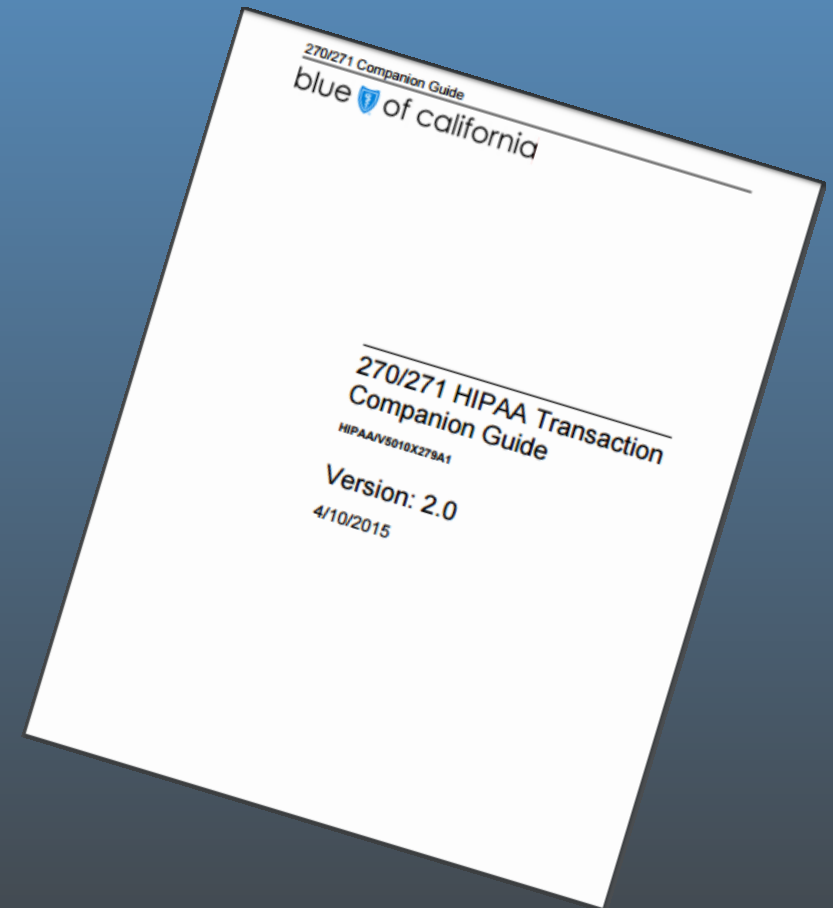 270/271 Companion Guide
blue of california
270/271 HIPAA Transaction
Companion Guide
HIPAA/V5010X279A1
Version: 2.0
4/10/2015